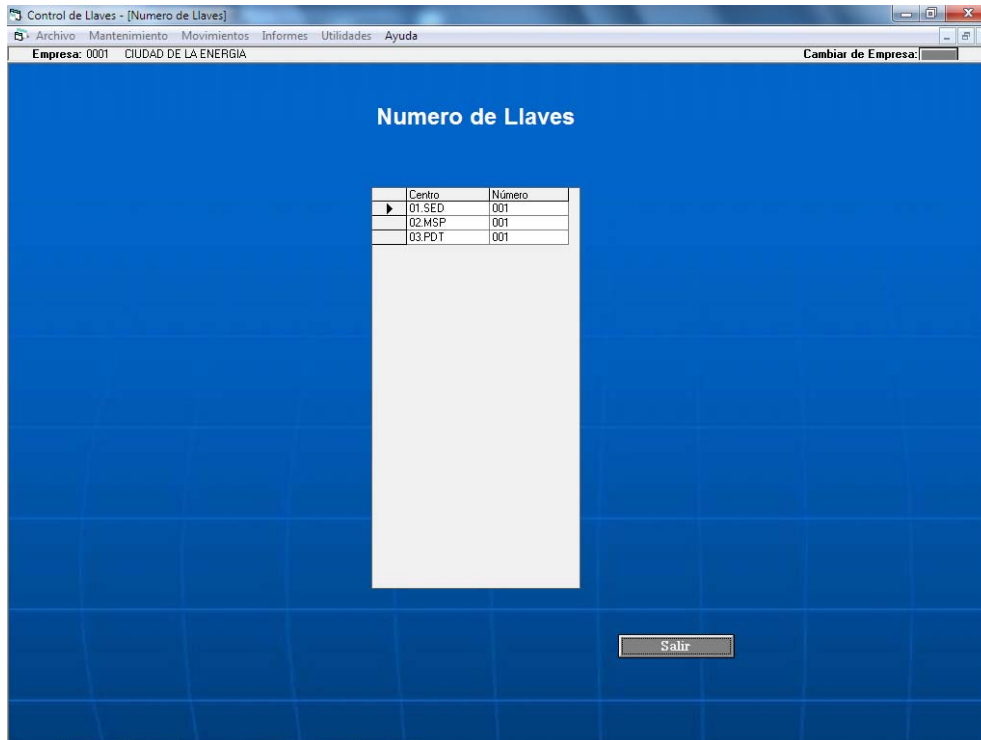 Control de Llaves - [Numero de Llaves]
Archivo Mantenimiento Movimientos Informes Utilidades Ayuda
Empresa: 0001 CIUDAD DE LA ENERGIA Cambiar de Empresa:
Numero de Llaves
Centro Número
01.SED 001
02.MSP 001
03.PDT 001
Salir